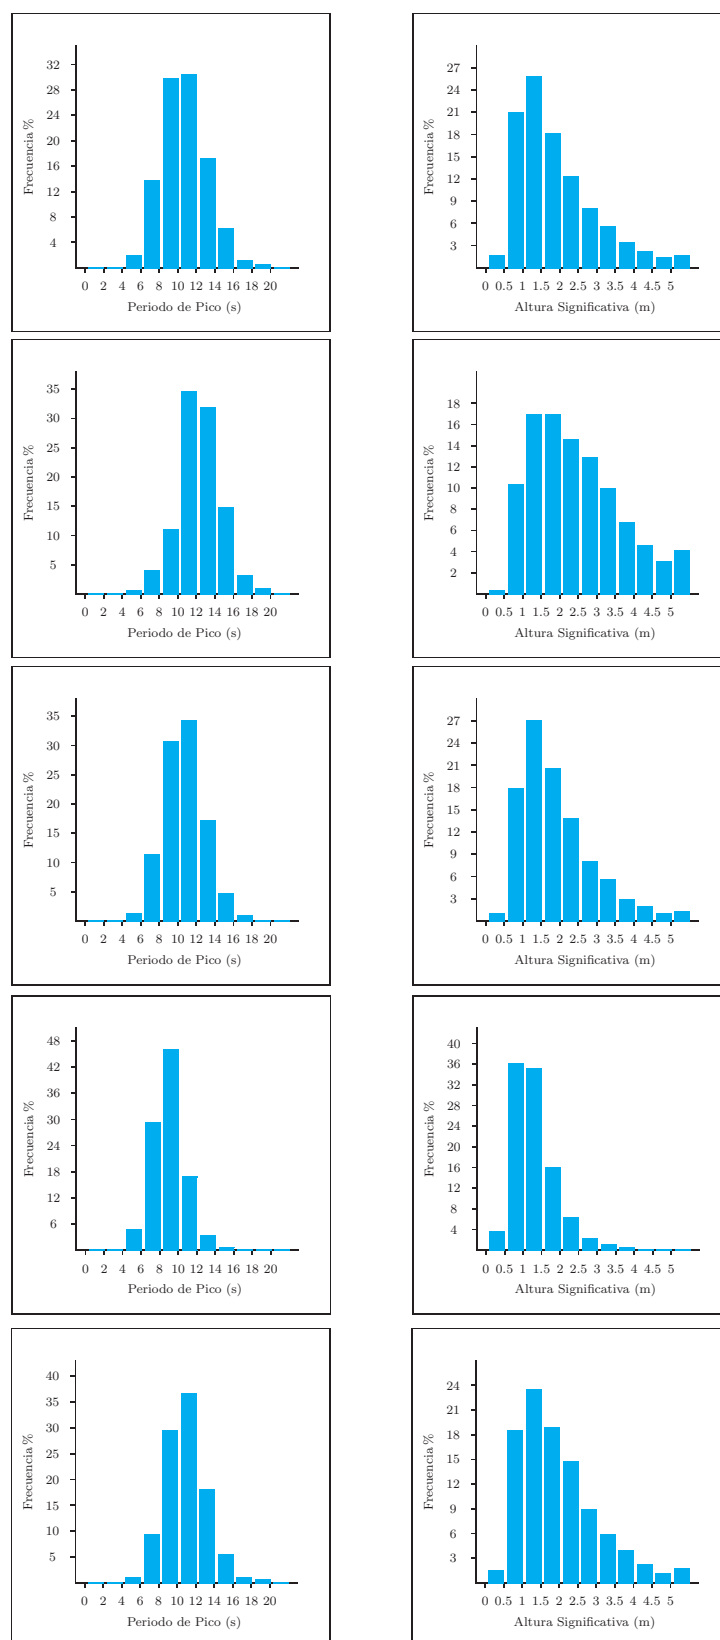 32
28
24
20
16
12
8
4
Frecuencia %
0 2 4 6 8 10 12 14 16 18 20
Periodo de Pico (s)
27
24
21
18
15
12
9
6
3
Frecuencia %
0 0.5 1 1.5 2 2.5 3 3.5 4 4.5 5
Altura Significativa (m)
35
30
25
20
15
10
5
Frecuencia %
0 2 4 6 8 10 12 14 16 18 20
Periodo de Pico (s)
18
16
14
12
10
8
6
4
2
Frecuencia %
0 0.5 1 1.5 2 2.5 3 3.5 4 4.5 5
Altura Significativa (m)
35
30
25
20
15
10
5
Frecuencia %
0 2 4 6 8 10 12 14 16 18 20
Periodo de Pico (s)
27
24
21
18
15
12
9
6
3
Frecuencia %
0 0.5 1 1.5 2 2.5 3 3.5 4 4.5 5
Altura Significativa (m)
48
42
36
30
24
18
12
6
Frecuencia %
0 2 4 6 8 10 12 14 16 18 20
Periodo de Pico (s)
40
36
32
28
24
20
16
12
8
4
Frecuencia %
0 0.5 1 1.5 2 2.5 3 3.5 4 4.5 5
Altura Significativa (m)
40
35
30
25
20
15
10
5
Frecuencia %
0 2 4 6 8 10 12 14 16 18 20
Periodo de Pico (s)
24
21
18
15
12
9
6
3
Frecuencia %
0 0.5 1 1.5 2 2.5 3 3.5 4 4.5 5
Altura Significativa (m)